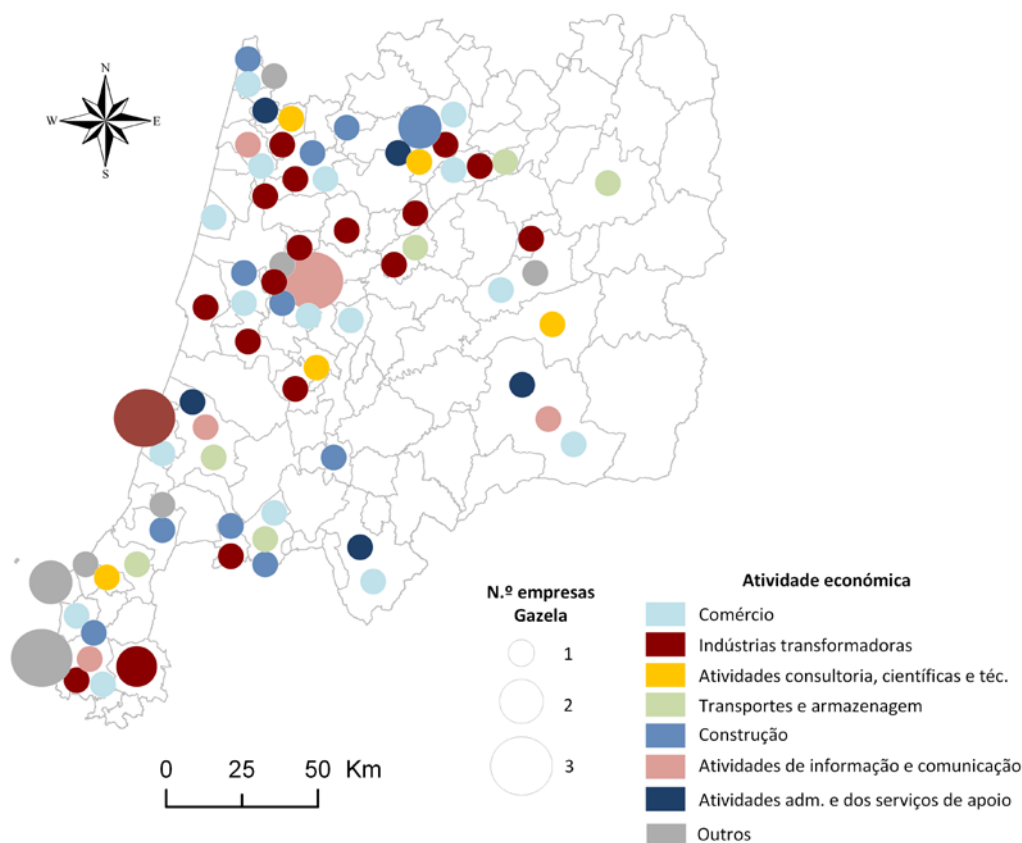 N
W E
S
N.º empresas
Gazela
1
2
3
Atividade económica
Comércio
Indústrias transformadoras
Atividades consultoria, científicas e téc.
Transportes e armazenagem
Construção
Atividades de informação e comunicação
Atividades adm. e dos serviços de apoio
Outros
0 25 50 Km